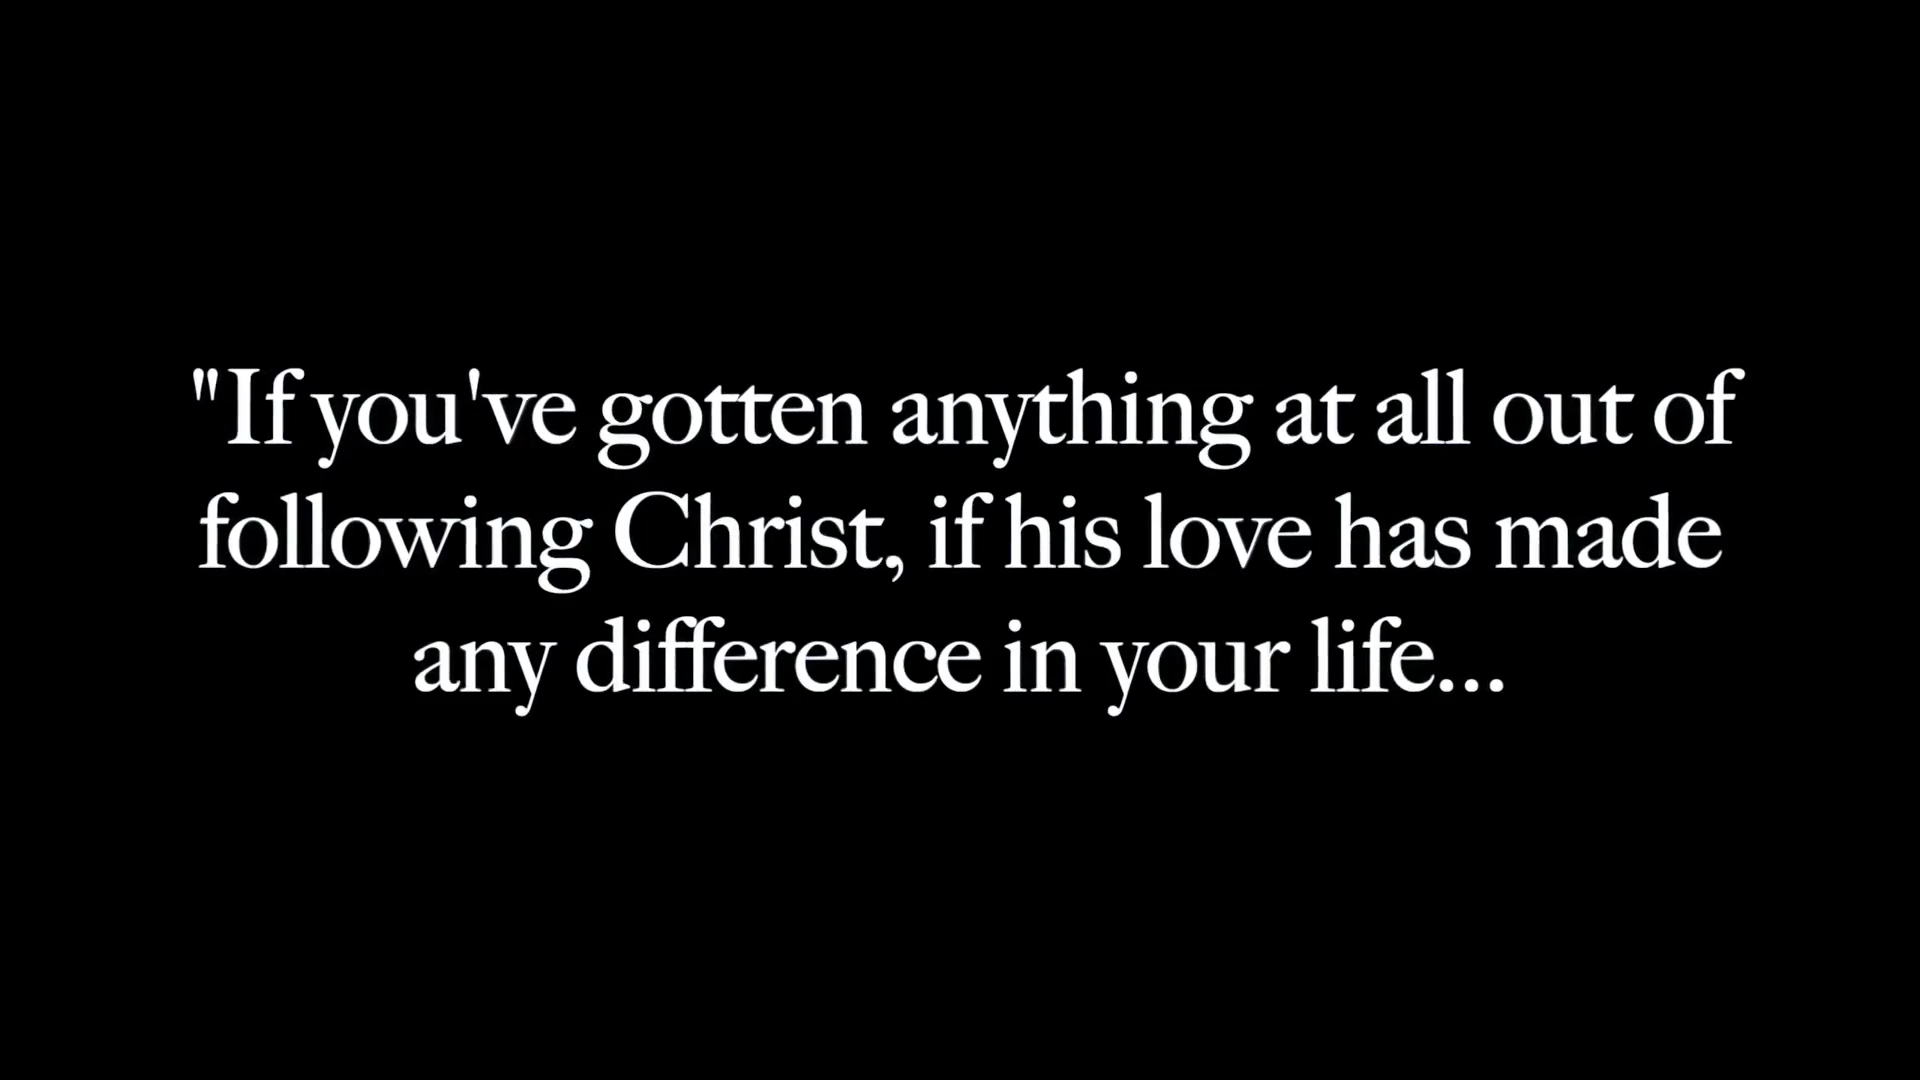 "If you've gotten anything at all out of
following Christ, if his love has made
any difference in your life...